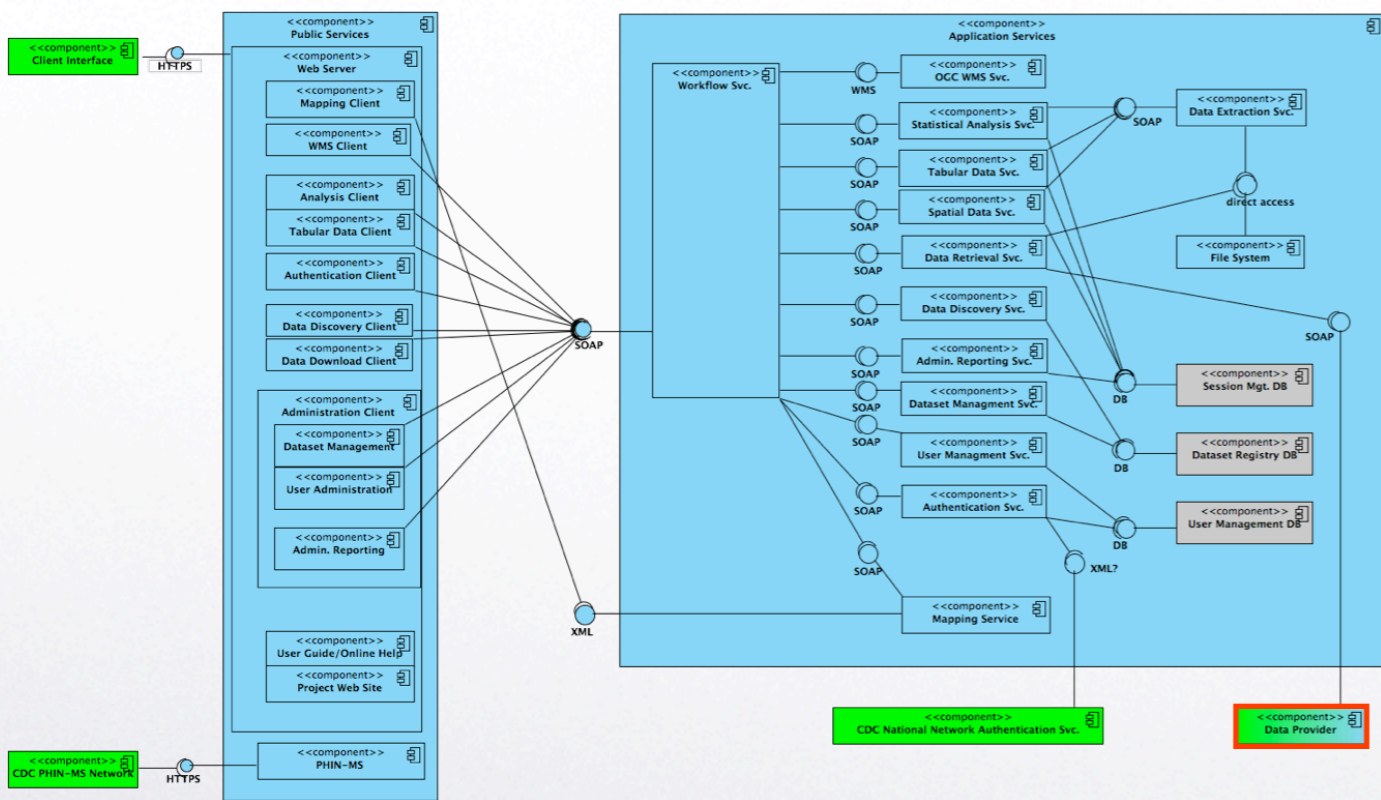 <<component>>
Client Interface
HTTPS
<<component>>
Public Services
<<component>>
Web Server
<<component>>
Mapping Client
<<component>>
WMS Client
<<component>>
Analysis Client
<<component>>
Tabular Data Client
<<component>>
Authentication Client
<<component>>
Data Discovery Client
<<component>>
Data Download Client
<<component>>
Administration Client
<<component>>
Dataset Management
<<component>>
User Administration
<<component>>
Admin. Reporting
<<component>>
User Guide/Online Help
<<component>>
Project Web Site
<<component>>
PHIN-MS
<<component>>
CDC PHIN-MS Network
HTTPS
SOAP
XML
<<component>>
Application Services
<<component>>
Workflow Svc.
WMS
SOAP
SOAP
SOAP
SOAP
SOAP
SOAP
SOAP
SOAP
SOAP
SOAP
<<component>>
OGC WMS Svc.
<<component>>
Statistical Analysis Svc.
<<component>>
Tabular Data Svc.
<<component>>
Spatial Data Svc.
<<component>>
Data Retrieval Svc.
<<component>>
Data Discovery Svc.
<<component>>
Admin. Reporting Svc.
<<component>>
Dataset Managment Svc.
<<component>>
User Managment Svc.
<<component>>
Authentication Svc.
<<component>>
Mapping Service
SOAP
<<component>>
Data Extraction Svc.
direct access
<<component>>
File System
SOAP
DB
<<component>>
Session Mgt. DB
DB
<<component>>
Dataset Registry DB
DB
<<component>>
User Management DB
XML?
<<component>>
CDC National Network Authentication Svc.
<<component>>
Data Provider